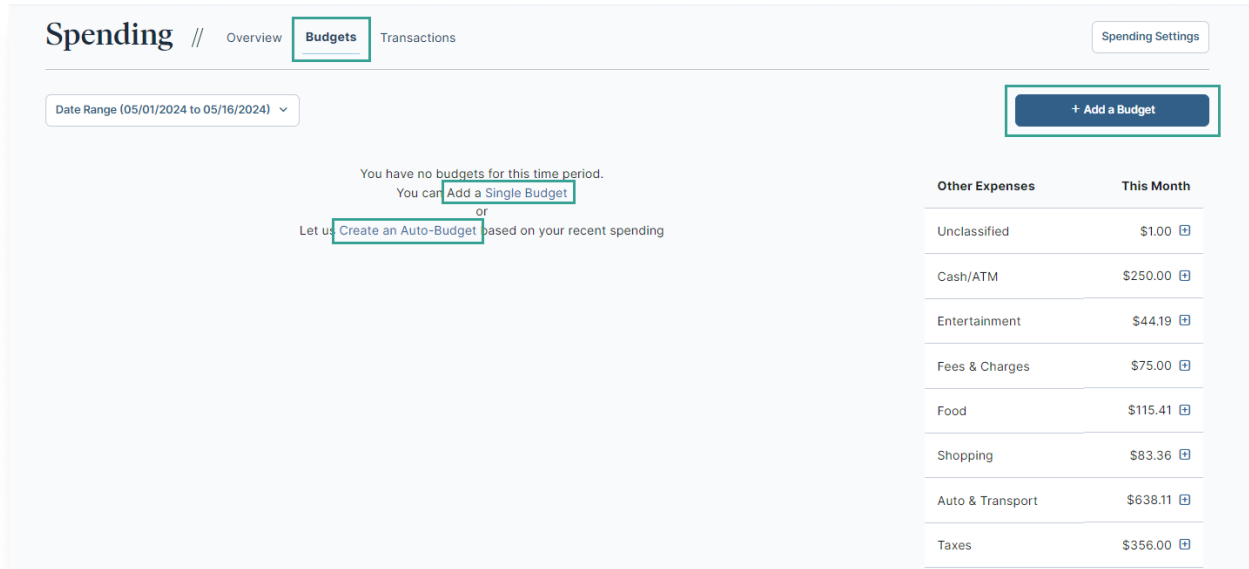 Spending // Overview Budgets Transactions Spending Settings
Date Range (05/01/2024 to 05/16/2024) + Add a Budget
You have no budgets for this time period.
You can Add a Single Budget
or
Let us Create an Auto-Budget based on your recent spending
Other Expenses This Month
Unclassified $1.00
Cash/ATM $250.00
Entertainment $44.19
Fees & Charges $75.00
Food $115.41
Shopping $83.36
Auto & Transport $638.11
Taxes $356.00